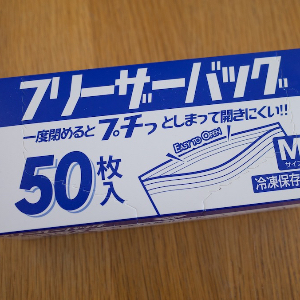 フリーザーバッグ
一度閉めるとプチっとしまって開きにくい!!
50枚入
EASY TO OPEN
M
サイズ
冷凍保存